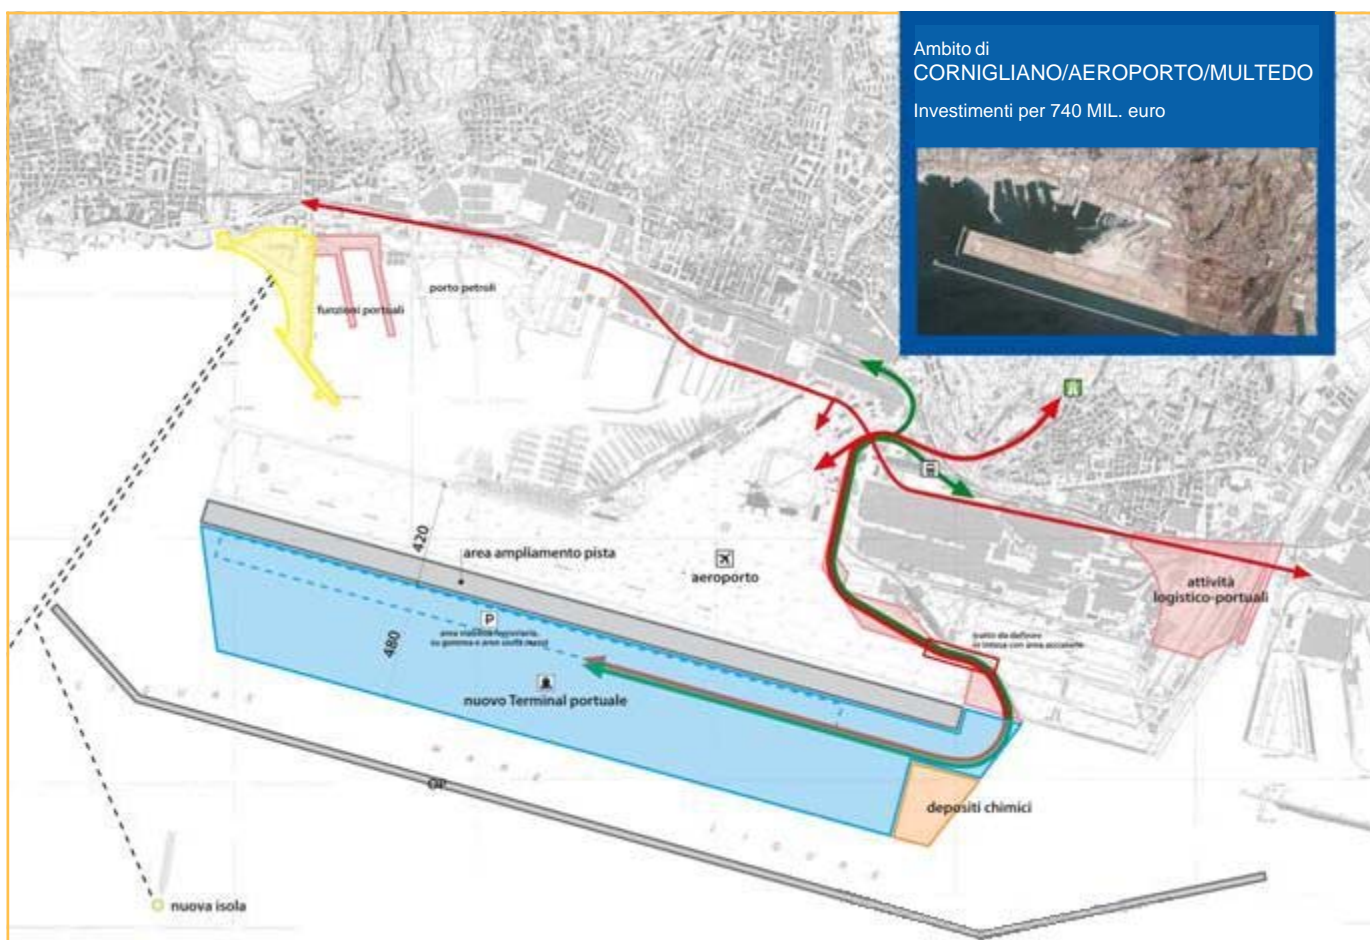 Ambito di
CORNIGLIANO/AEROPORTO/MULTEDO
Investimenti per 740 MIL. euro
porto petroli
funzioni portuali
420
area ampliamento pista
aeroporto
attività
logistico-portuali
P
480
nuovo Terminal portuale
depositi chimici
nuova isola